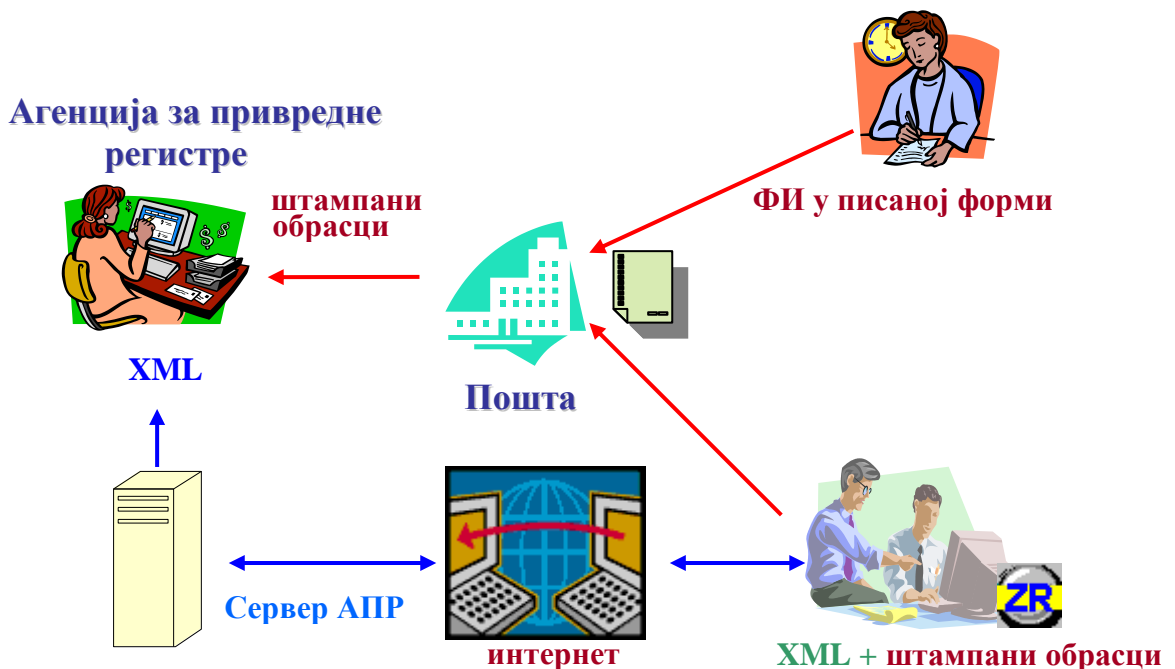 Агенција за привредне
регистре
штампани
обрасци
ФИ у писаној форми
XML
Пошта
Сервер АПР
интернет
ZR
XML + штампани обрасци